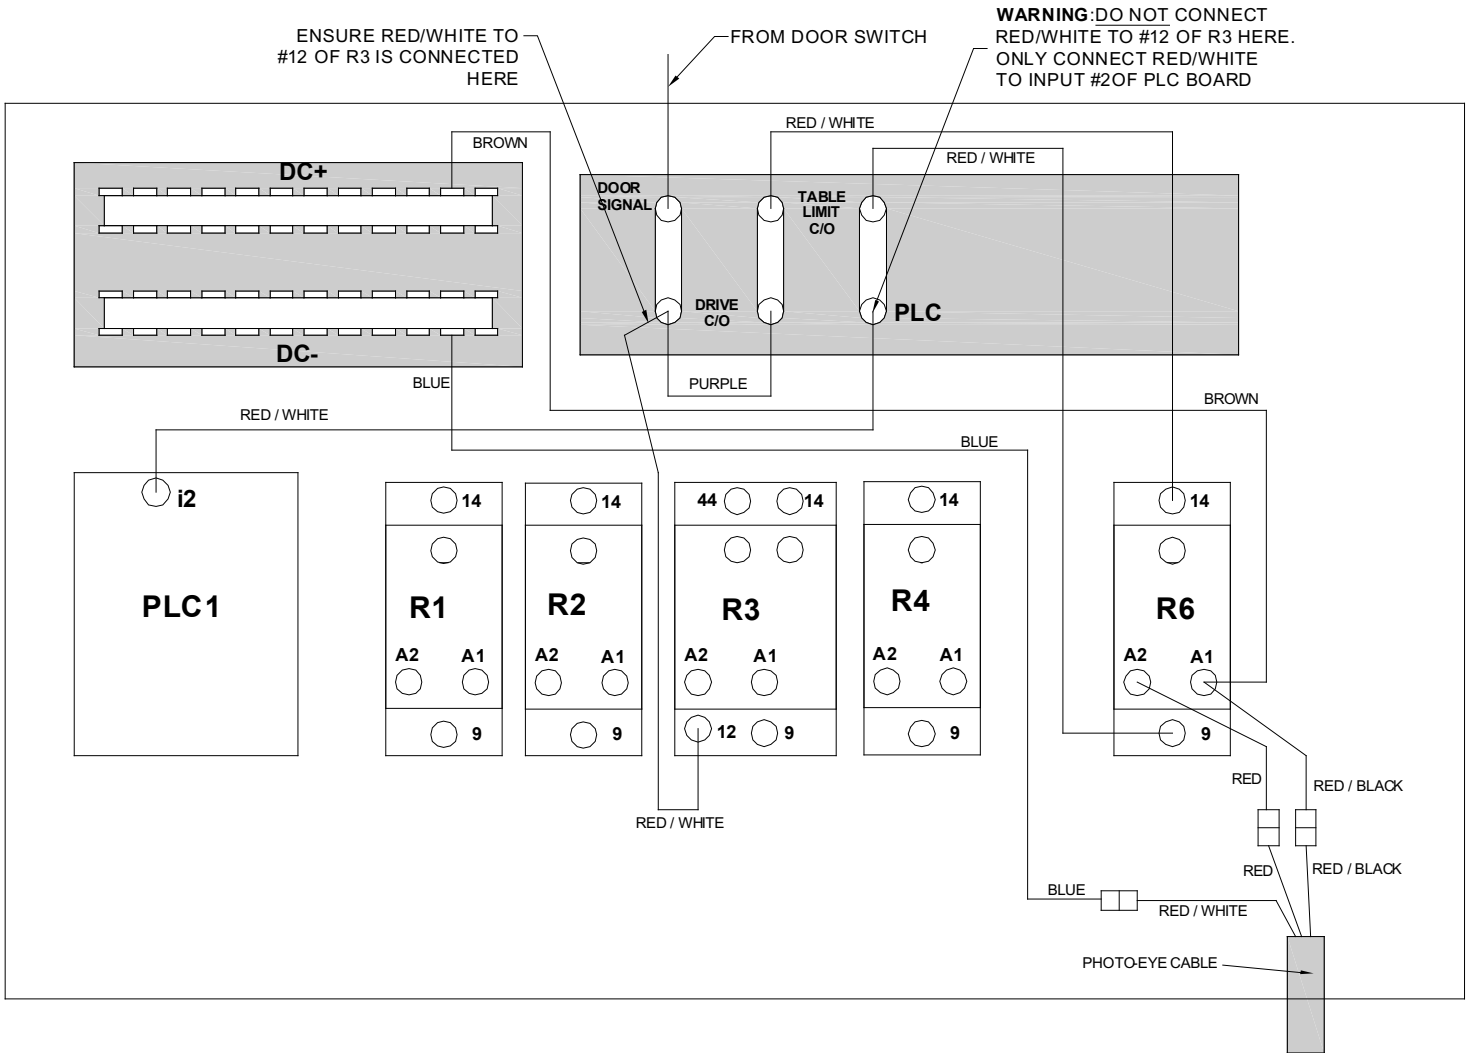 ENSURE RED/WHITE TO
#12 OF R3 IS CONNECTED
HERE
FROM DOOR SWITCH
WARNING:DO NOT CONNECT
RED/WHITE TO #12 OF R3 HERE.
ONLY CONNECT RED/WHITE
TO INPUT #2OF PLC BOARD
RED / WHITE
BROWN
RED / WHITE
DC+
DOOR
SIGNAL
TABLE
LIMIT
C/O
DRIVE
C/O
PLC
DC-
BLUE
PURPLE
BROWN
RED / WHITE
BLUE
i2
14
14
44
14
14
14
PLC1
R1
R2
R3
R4
R6
A2
A1
A2
A1
A2
A1
A2
A1
A2
A1
9
9
12
9
9
9
RED
RED / BLACK
RED / WHITE
RED
RED / BLACK
BLUE
RED / WHITE
PHOTO-EYE CABLE